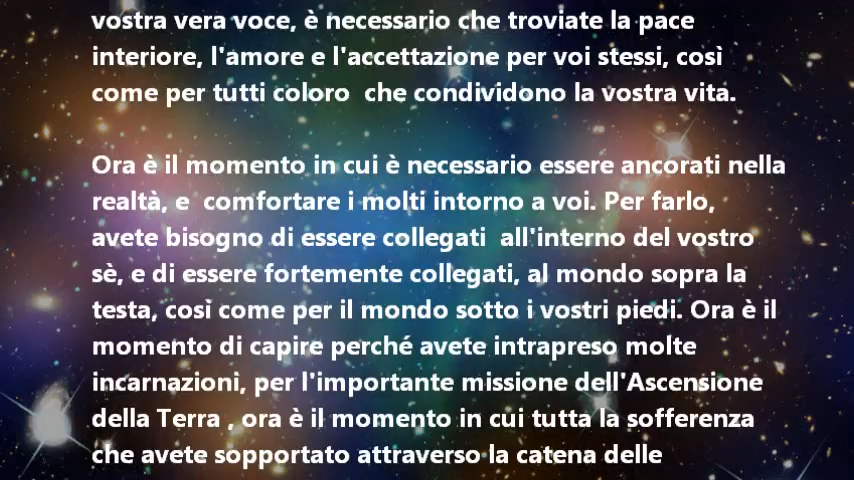 vostra vera voce, è necessario che troviate la pace
interiore, l'amore e l'accettazione per voi stessi, così
come per tutti coloro  che condividono la vostra vita.
Ora è il momento in cui è necessario essere ancorati nella
realtà, e  comfortare i molti intorno a voi. Per farlo,
avete bisogno di essere collegati  all'interno del vostro
sè, e di essere fortemente collegati, al mondo sopra la
testa, così come per il mondo sotto i vostri piedi. Ora è il
momento di capire perché avete intrapreso molte
incarnazioni, per l'importante missione dell'Ascensione
della Terra , ora è il momento in cui tutta la sofferenza
che avete sopportato attraverso la catena delle